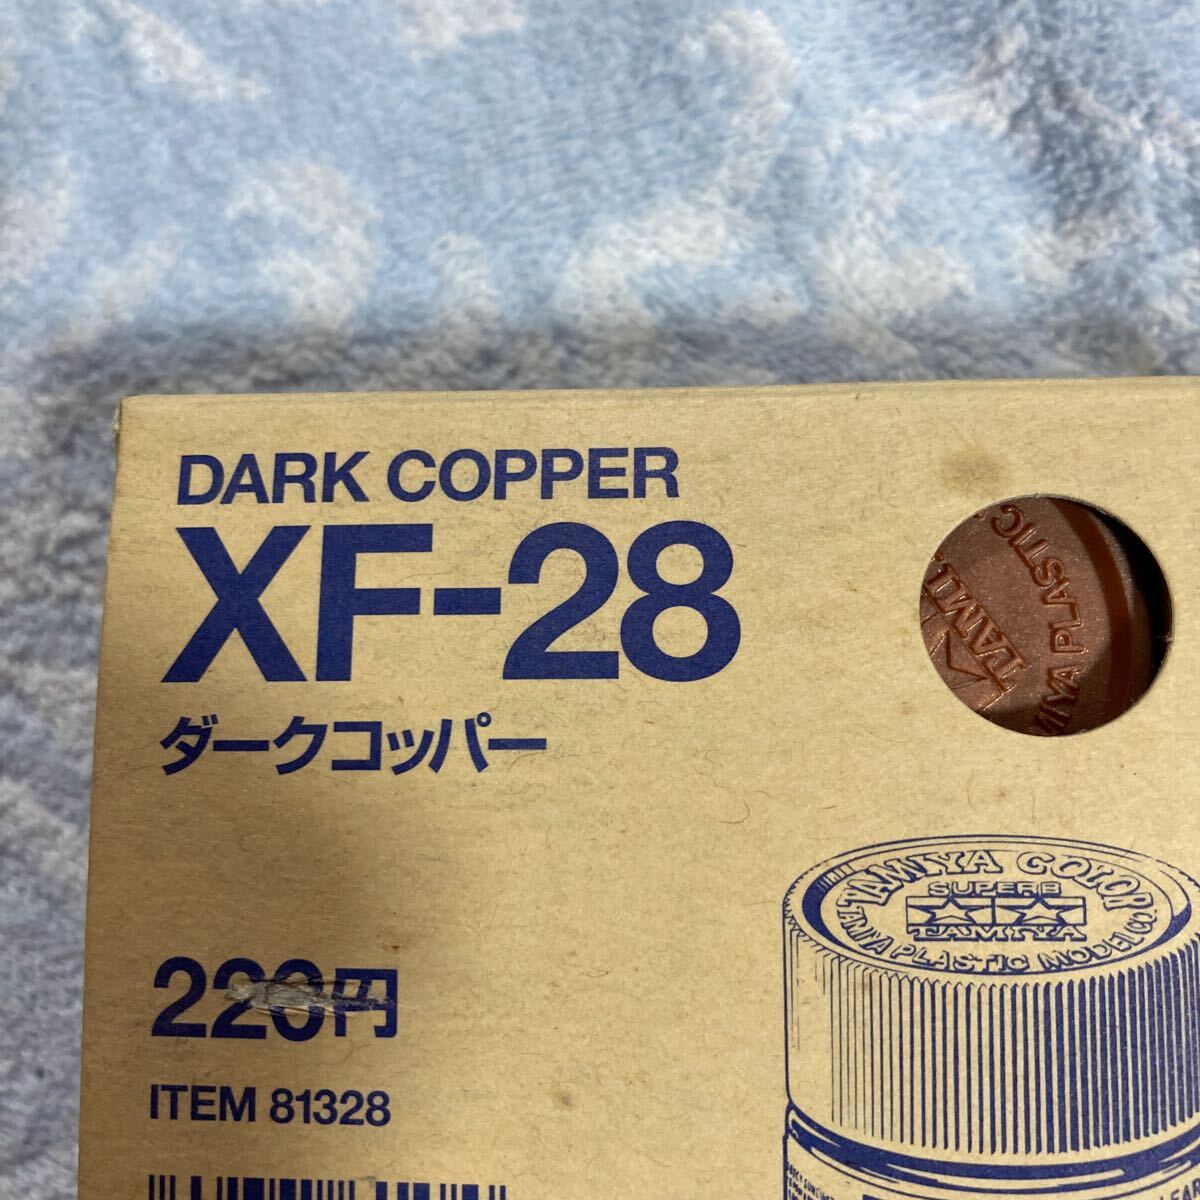 DARK COPPER
XF-28
ダークコッパー
220円
ITEM 81328
TAMIYA COLOR
SUPERB
TAMIYA
TAMIYA PLASTIC MODEL CO.
PLASTIC